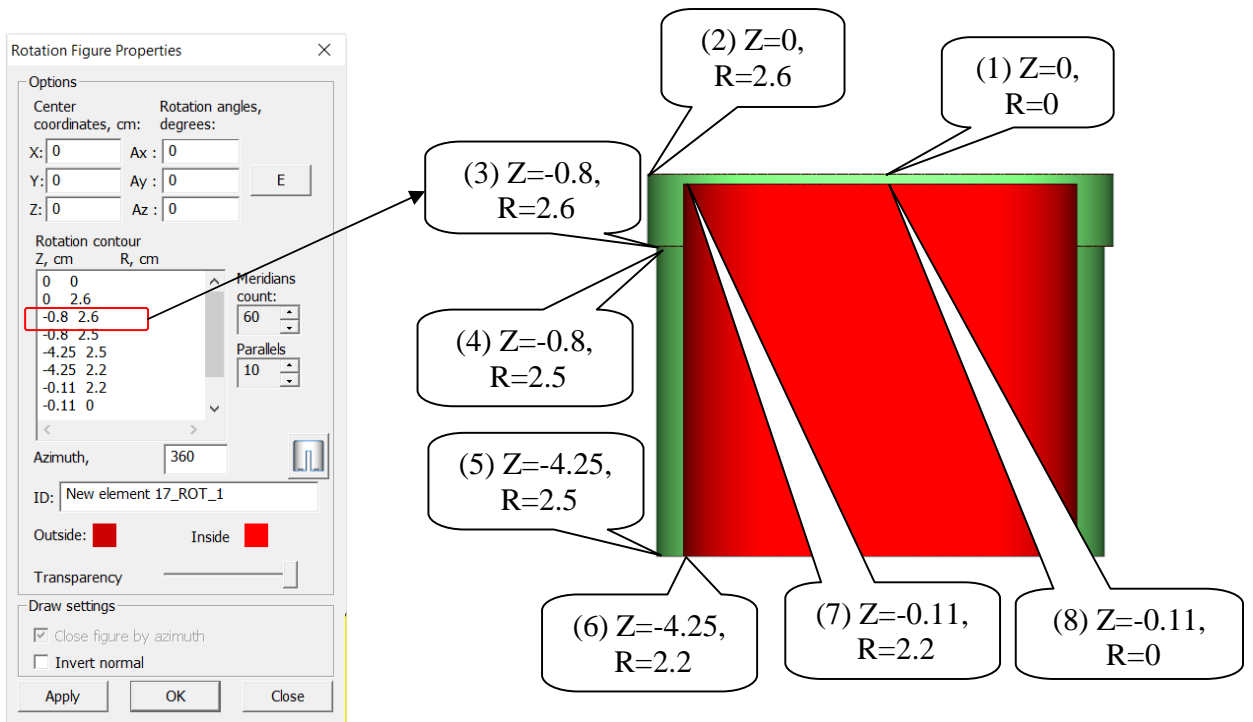 Rotation Figure Properties
Options
Center
coordinates, cm:
Rotation angles,
degrees:
X: 0 Ax : 0
Y: 0 Ay : 0 E
Z: 0 Az : 0
Rotation contour
Z, cm R, cm
0 0
0 2.6
-0.8 2.6
-0.8 2.5
-4.25 2.5
-4.25 2.2
-0.11 2.2
-0.11 0
Meridians
count:
60
Parallels
10
Azimuth, 360
ID: New element 17_ROT_1
Outside: Inside
Transparency
Draw settings
Close figure by azimuth
Invert normal
Apply OK Close
(2) Z=0,
R=2.6
(1) Z=0,
R=0
(3) Z=-0.8,
R=2.6
(4) Z=-0.8,
R=2.5
(5) Z=-4.25,
R=2.5
(6) Z=-4.25,
R=2.2
(7) Z=-0.11,
R=2.2
(8) Z=-0.11,
R=0